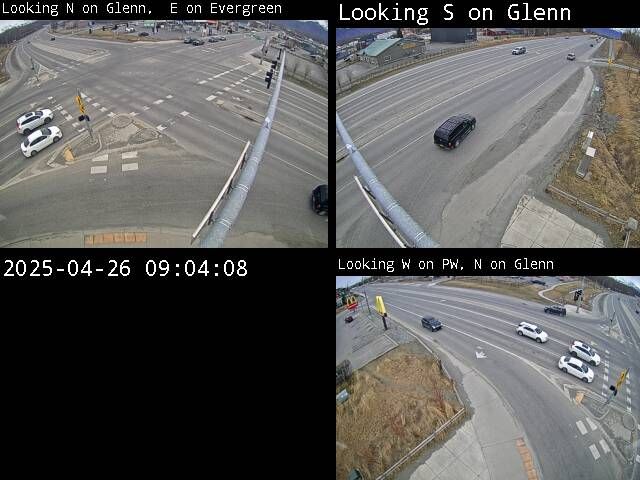 Looking N on Glenn,  E on Evergreen
Looking S on Glenn
2025-04-26 09:04:08
Looking W on PW, N on Glenn